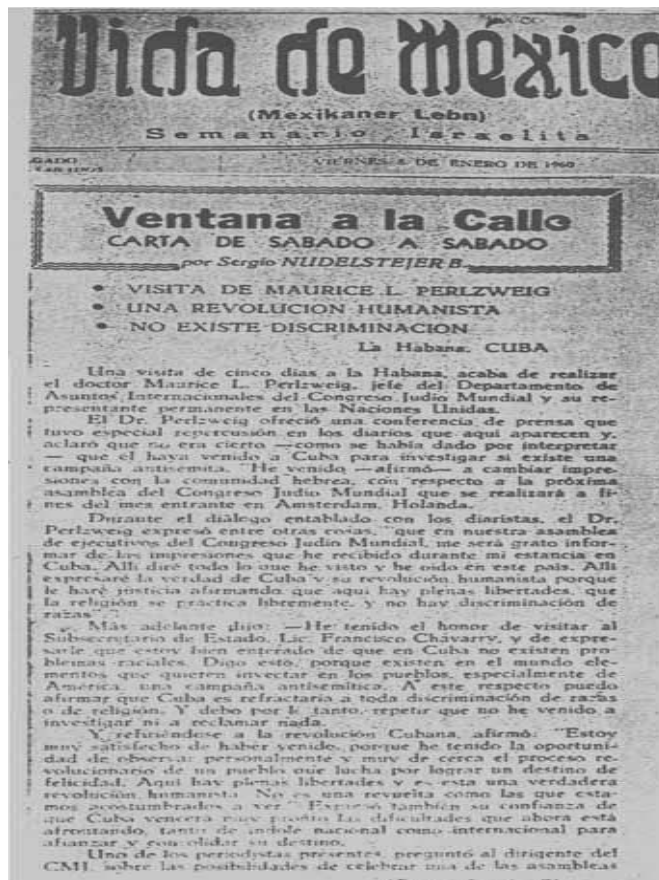 Vida de Mexico
(Mexikaner Lebn)
Semanario Israelita
VIERNES 8 DE ENERO DE 1960
Ventana a la Calle
CARTA DE SABADO A SABADO
por Sergio NUDELSTEJER B.
• VISITA DE MAURICE L. PERLZWEIG
• UNA REVOLUCION HUMANISTA
• NO EXISTE DISCRIMINACION
La Habana, CUBA
Una visita de cinco días a la Habana, acaba de realizar
el doctor Maurice L. Perlzweig, jefe del Departamento de
Asuntos Internacionales del Congreso Judío Mundial y su re-
presentante permanente en las Naciones Unidas.
El Dr. Perlzweig ofreció una conferencia de prensa que
tuvo especial repercusión en los diarios que aquí aparecen y,
aclaró que no era cierto —como se había dado por interpretar
— que él haya venido a Cuba para investigar si existe una
campaña antisemita. "He venido —afirmó— a cambiar impre-
siones con la comunidad hebrea, con respecto a la próxima
asamblea del Congreso Judío Mundial que se realizará a fi-
nes del mes entrante en Amsterdam, Holanda.
Durante el diálogo entablado con los diaristas, el Dr.
Perlzweig expresó entre otras cosas, "que en nuestra asamblea
de ejecutivos del Congreso Judío Mundial, me será grato infor-
mar de las impresiones, que he recibido durante mi estancia en
Cuba. Allí diré todo lo que he visto y he oído en este país. Allí
expresaré la verdad de Cuba y su revolución humanista porque
le haré justicia afirmando que aquí hay plenas libertades, que
la religión se practica libremente, y no hay discriminación de
razas".
Más adelante dijo: —He tenido el honor de visitar al
Subsecretario de Estado, Lic. Francisco Chávarry, y de expre-
sarle que estoy bien enterado de que en Cuba no existen pro-
blemas raciales. Digo esto, porque existen en el mundo ele-
mentos que quieren inyectar en los pueblos, especialmente de
América, una campaña antisemítica. A este respecto puedo
afirmar que Cuba es refractaria a toda discriminación de razas
o de religión. Y debo por lo tanto, repetir que no he venido a
investigar ni a reclamar nada.
Y refiriéndose a la revolución Cubana, afirmó: "Estoy
muy satisfecho de haber venido, porque he tenido la oportuni-
dad de observar personalmente y muy de cerca el proceso re-
volucionario de un pueblo que lucha por lograr un destino de
felicidad. Aquí hay plenas libertades y es esta una verdadera
revolución humanista. No es una revuelta como las que esta-
mos acostumbrados a ver." Expresó también su confianza de
que Cuba vencerá muy pronto las dificultades que ahora está
afrontando, tanto de índole nacional como internacional para
afianzar y consolidar su destino.
Uno de los periodistas presentes, preguntó al dirigente del
CMJ, sobre las posibilidades de celebrar una de las asambleas